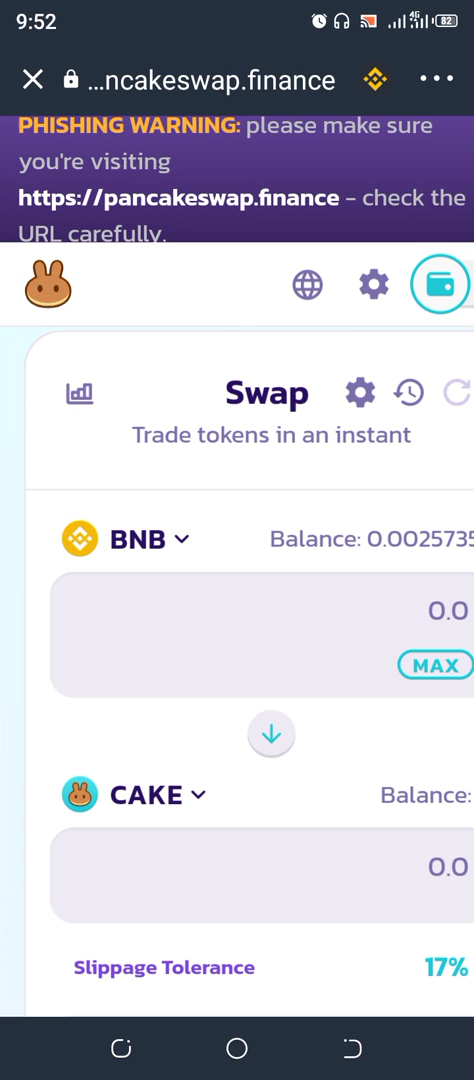 9:52
4G
82
...ncakeswap.finance
PHISHING WARNING: please make sure
you're visiting
https://pancakeswap.finance - check the
URL carefully.
Swap
Trade tokens in an instant
BNB
Balance: 0.0025735
0.0
MAX
CAKE
Balance:
0.0
Slippage Tolerance
17%